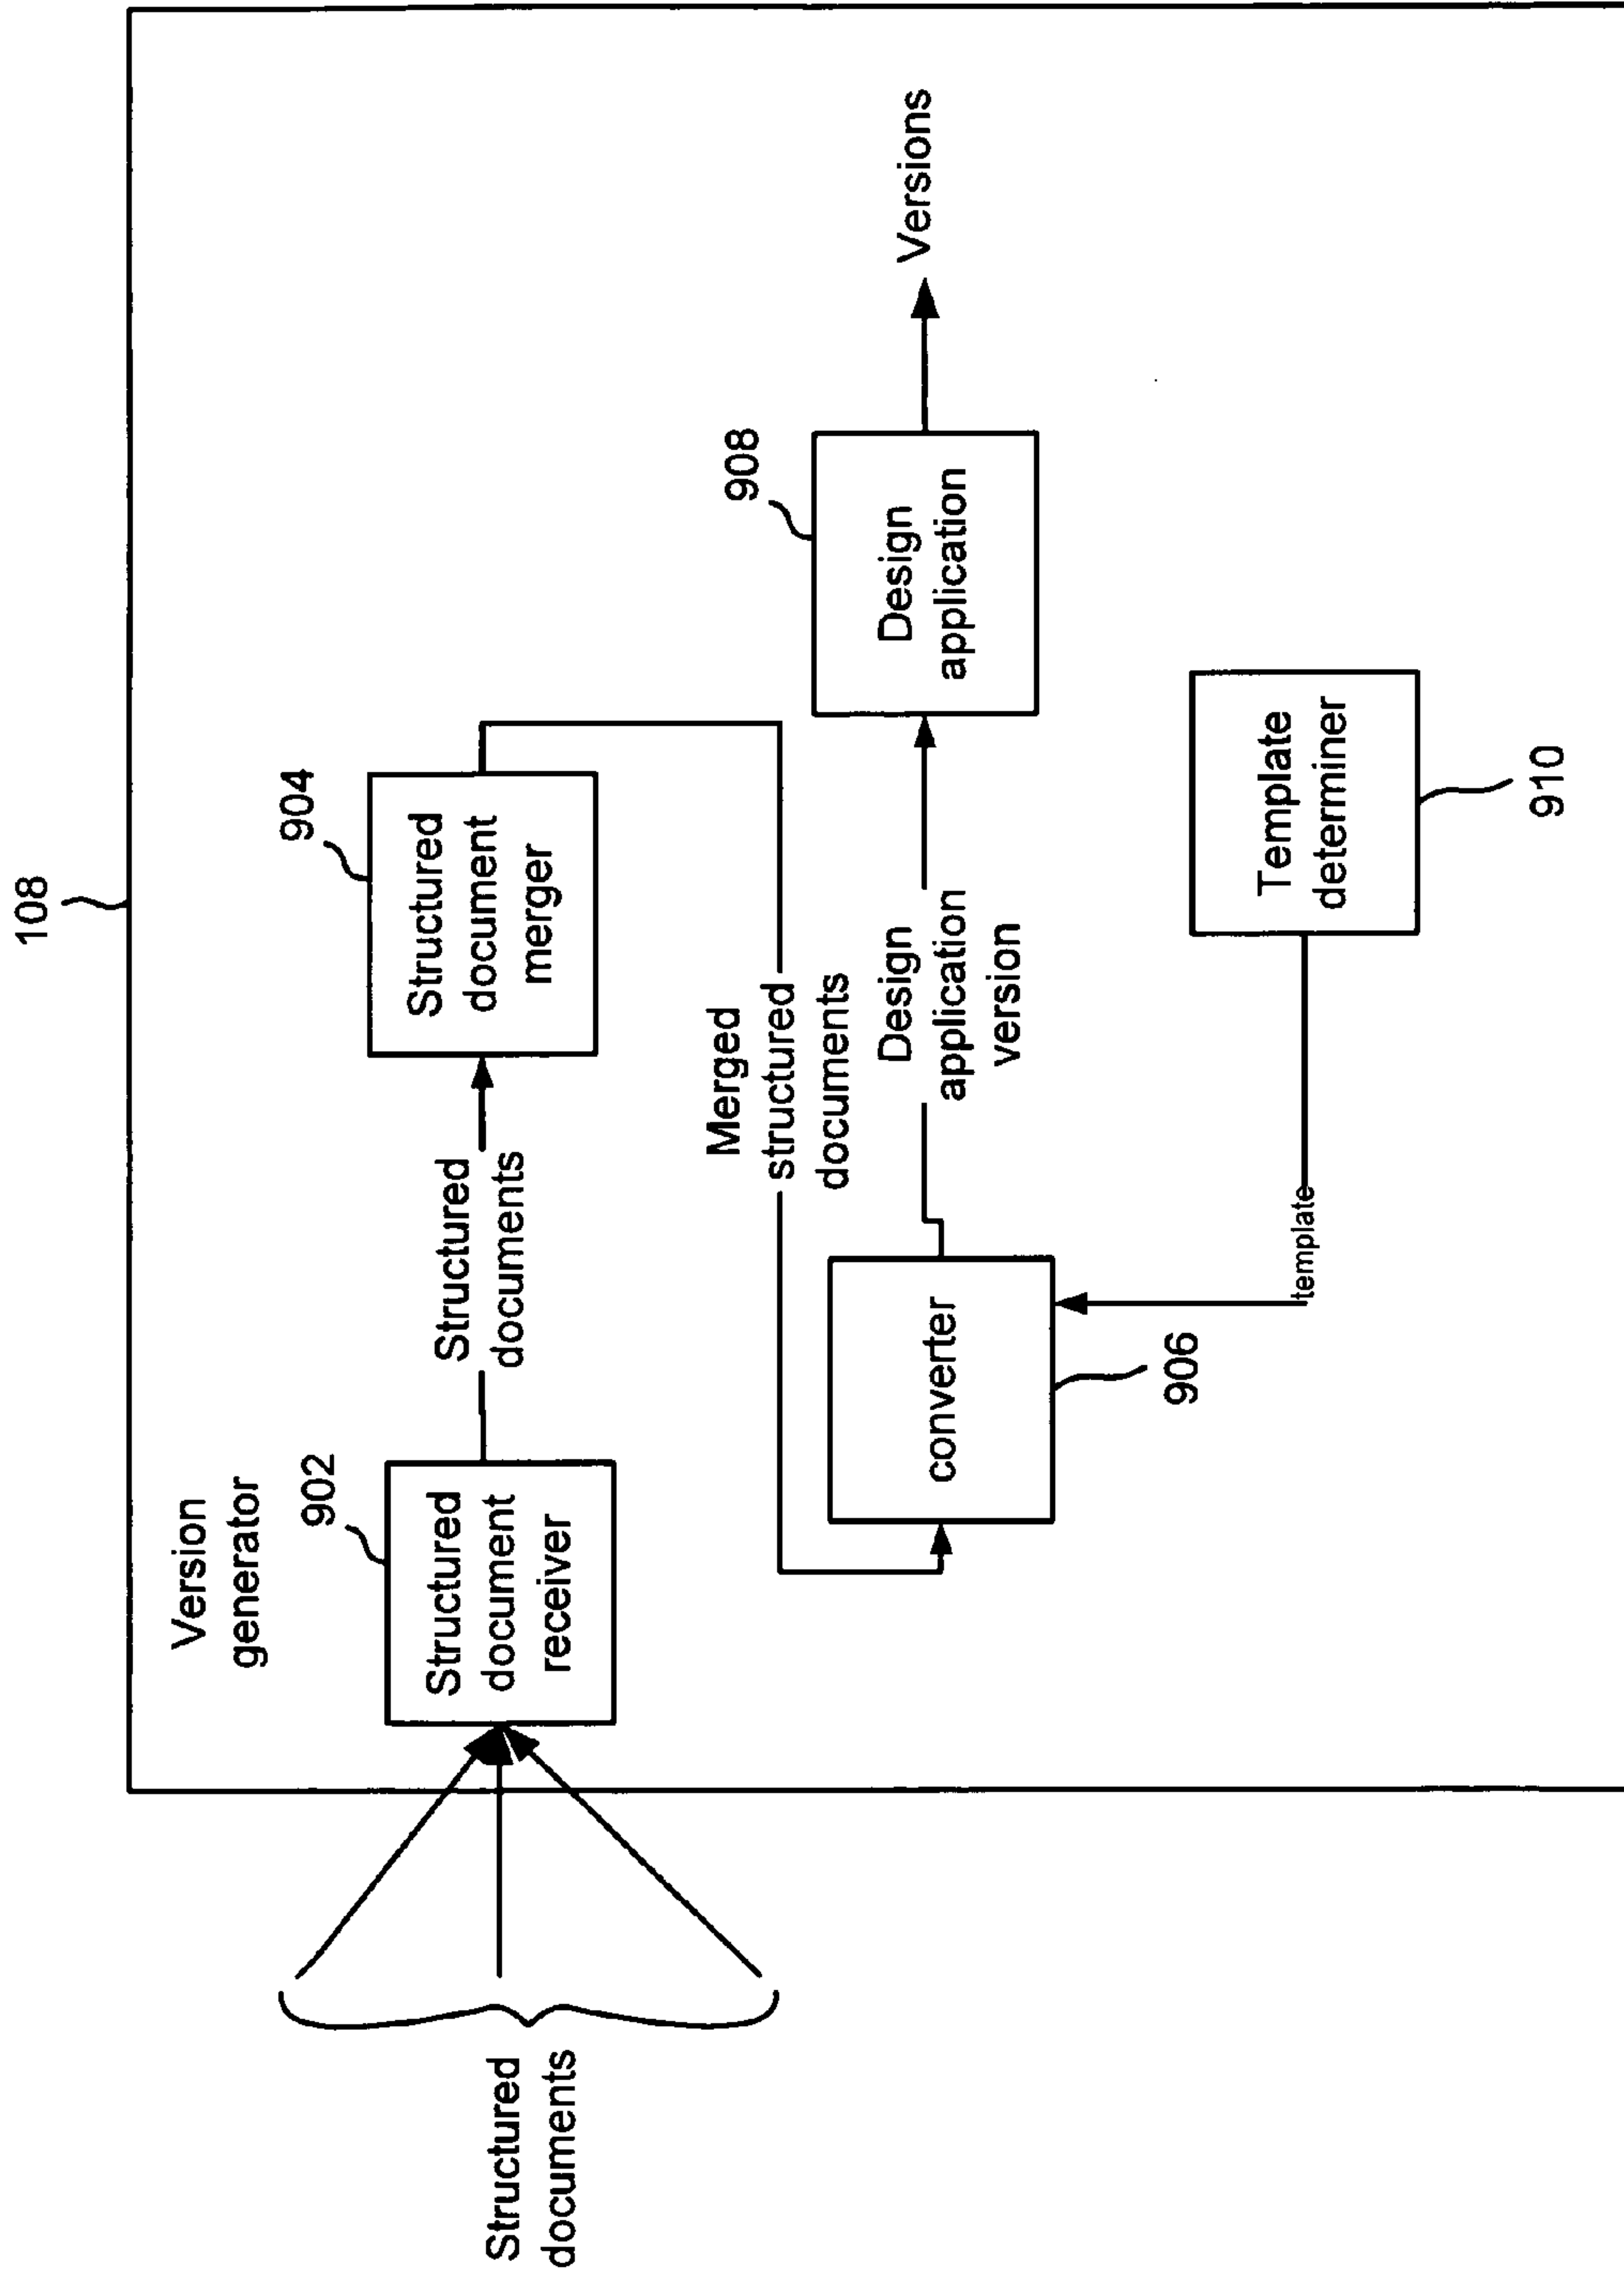 108
Version
generator
902
Structured
document
receiver
Structured
documents
Structured
documents
904
Structured
document
merger
Merged
structured
documents
converter
906
Design
application
version
908
Design
application
Versions
template
Template
determiner
910